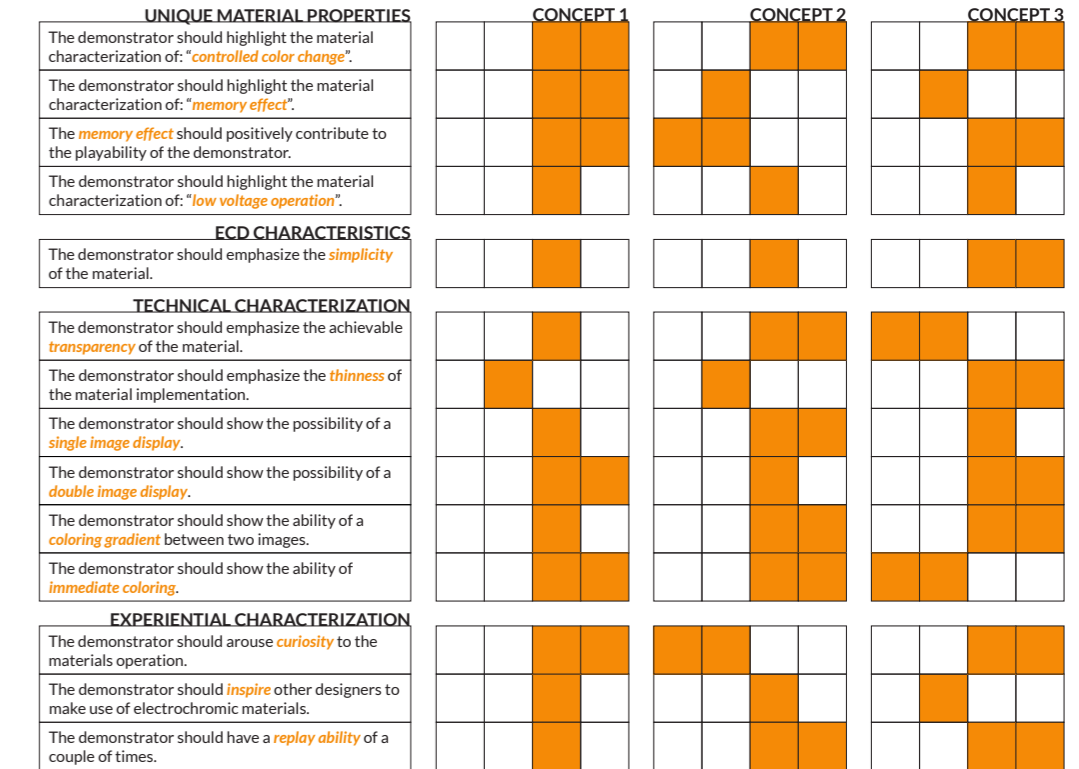 UNIQUE MATERIAL PROPERTIES CONCEPT 1 CONCEPT 2 CONCEPT 3
The demonstrator should highlight the material
characterization of: “controlled color change”.
The demonstrator should highlight the material
characterization of: “memory effect”.
The memory effect should positively contribute to
the playability of the demonstrator.
The demonstrator should highlight the material
characterization of: “low voltage operation”.
ECD CHARACTERISTICS
The demonstrator should emphasize the simplicity
of the material.
TECHNICAL CHARACTERIZATION
The demonstrator should emphasize the achievable
transparency of the material.
The demonstrator should emphasize the thinness of
the material implementation.
The demonstrator should show the possibility of a
single image display.
The demonstrator should show the possibility of a
double image display.
The demonstrator should show the ability of a
coloring gradient between two images.
The demonstrator should show the ability of
immediate coloring.
EXPERIENTIAL CHARACTERIZATION
The demonstrator should arouse curiosity to the
materials operation.
The demonstrator should inspire other designers to
make use of electrochromic materials.
The demonstrator should have a replay ability of a
couple of times.